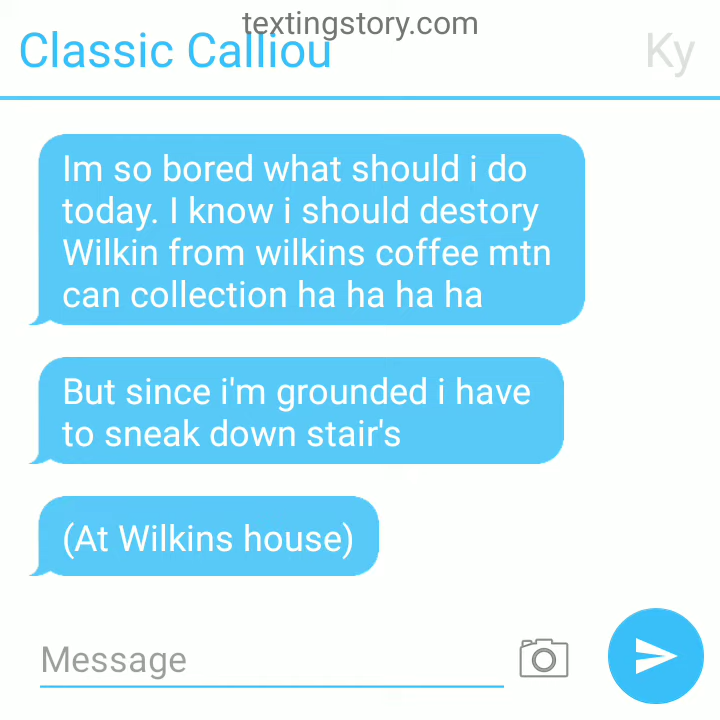 textingstory.com
Classic Calliou
Ky
Im so bored what should i do
today. I know i should destory
Wilkin from wilkins coffee mtn
can collection ha ha ha ha
But since i'm grounded i have
to sneak down stair's
(At Wilkins house)
Message